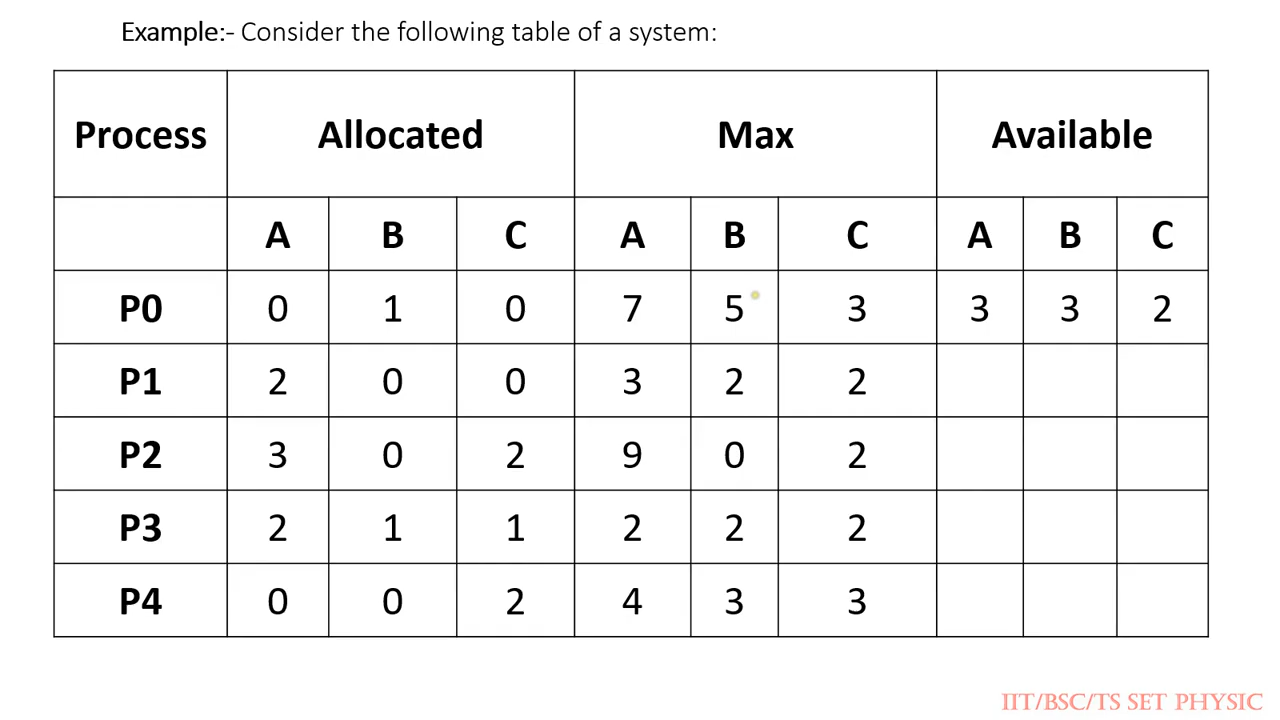 Example:- Consider the following table of a system:
Process Allocated Max Available
A B C A B C A B C
P0 0 1 0 7 5 3 3 3 2
P1 2 0 0 3 2 2
P2 3 0 2 9 0 2
P3 2 1 1 2 2 2
P4 0 0 2 4 3 3
IIT/BSC/TS SET PHYSIC